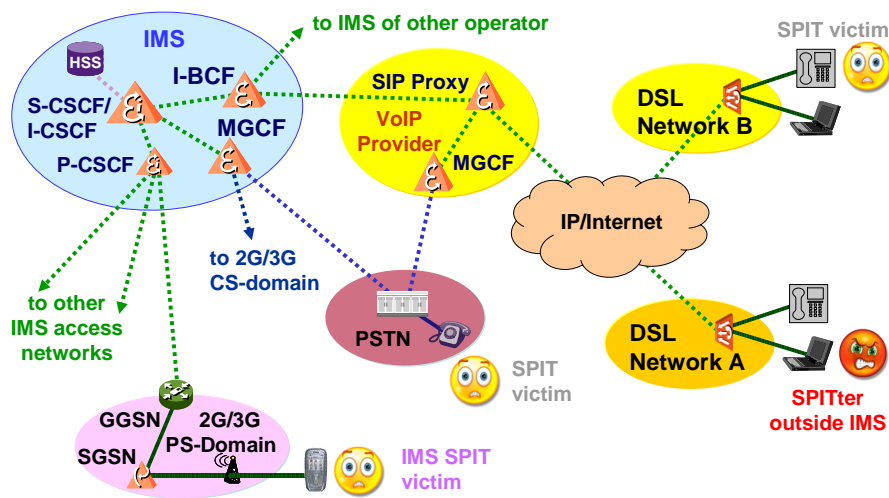 to IMS of other operator
IMS
HSS
I-BCF
S-CSCF/
I-CSCF
MGCF
P-CSCF
SIP Proxy
VoIP
Provider
MGCF
SPIT victim
DSL
Network B
IP/Internet
to 2G/3G
CS-domain
to other
IMS access
networks
PSTN
SPIT
victim
DSL
Network A
SPITter
outside IMS
GGSN
2G/3G
PS-Domain
SGSN
IMS SPIT
victim